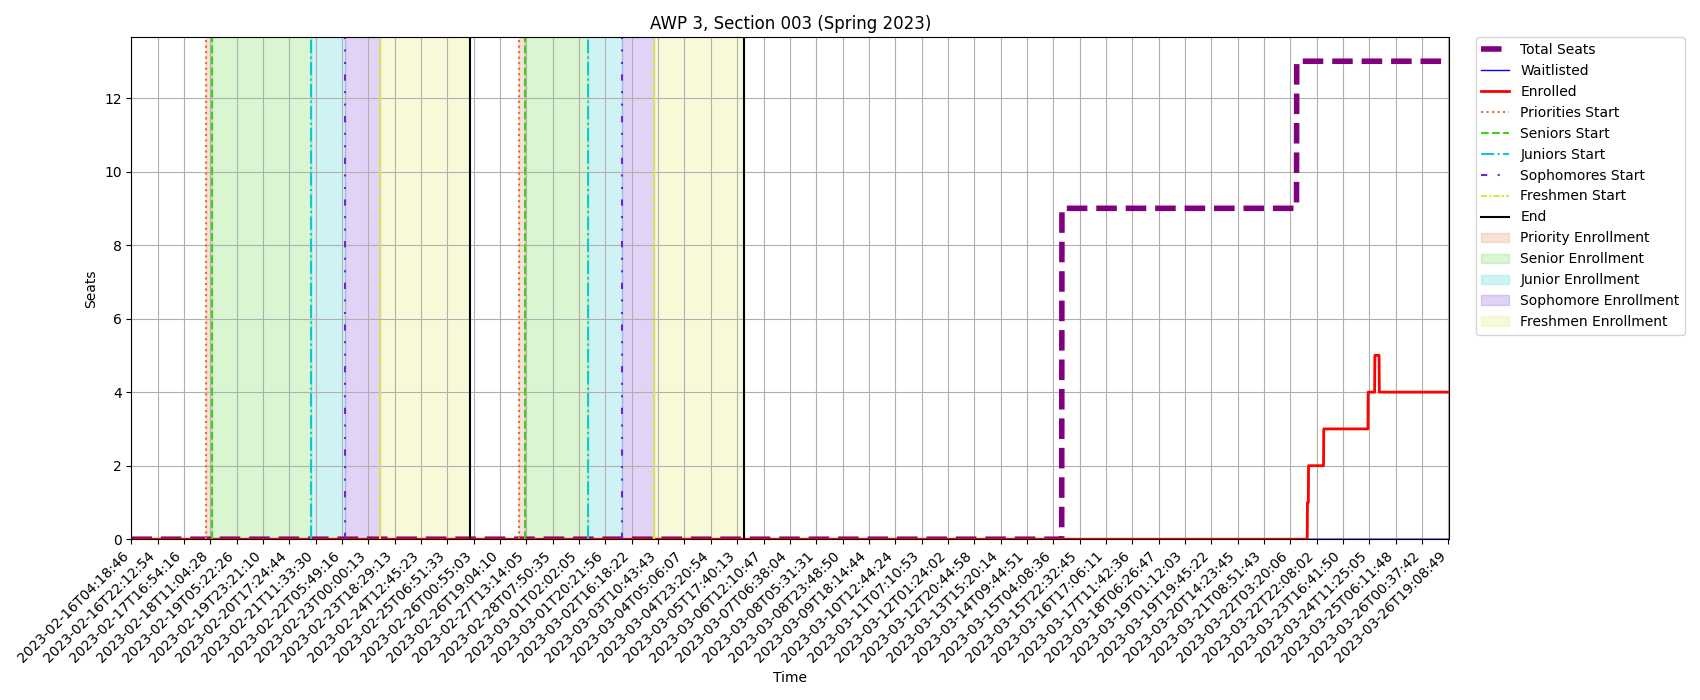 AWP 3, Section 003 (Spring 2023)
Seats
12
10
8
6
4
2
0
2023-02-16T04:18:46
2023-02-16T22:12:54
2023-02-17T16:54:16
2023-02-18T11:04:28
2023-02-19T05:22:26
2023-02-19T23:21:10
2023-02-20T17:24:44
2023-02-21T11:33:30
2023-02-22T05:49:16
2023-02-23T00:00:13
2023-02-23T18:29:13
2023-02-24T12:45:23
2023-02-25T06:51:33
2023-02-26T00:55:03
2023-02-26T19:04:10
2023-02-27T13:14:05
2023-02-28T07:50:35
2023-03-01T02:02:05
2023-03-01T20:21:56
2023-03-02T16:18:22
2023-03-03T10:43:43
2023-03-04T05:06:07
2023-03-04T23:20:54
2023-03-05T17:40:13
2023-03-06T12:10:47
2023-03-07T06:38:04
2023-03-08T05:31:31
2023-03-08T23:48:50
2023-03-09T18:14:44
2023-03-10T12:44:24
2023-03-11T07:10:53
2023-03-12T01:24:02
2023-03-12T20:44:58
2023-03-13T15:20:14
2023-03-14T09:44:51
2023-03-15T04:08:36
2023-03-15T22:32:45
2023-03-16T17:06:11
2023-03-17T11:42:36
2023-03-18T06:26:47
2023-03-19T01:12:03
2023-03-19T19:45:22
2023-03-20T14:23:45
2023-03-21T08:51:43
2023-03-22T03:20:06
2023-03-22T22:08:02
2023-03-23T16:41:50
2023-03-24T11:25:05
2023-03-25T06:11:48
2023-03-26T00:37:42
2023-03-26T19:08:49
Time
Total Seats
Waitlisted
Enrolled
Priorities Start
Seniors Start
Juniors Start
Sophomores Start
Freshmen Start
End
Priority Enrollment
Senior Enrollment
Junior Enrollment
Sophomore Enrollment
Freshmen Enrollment